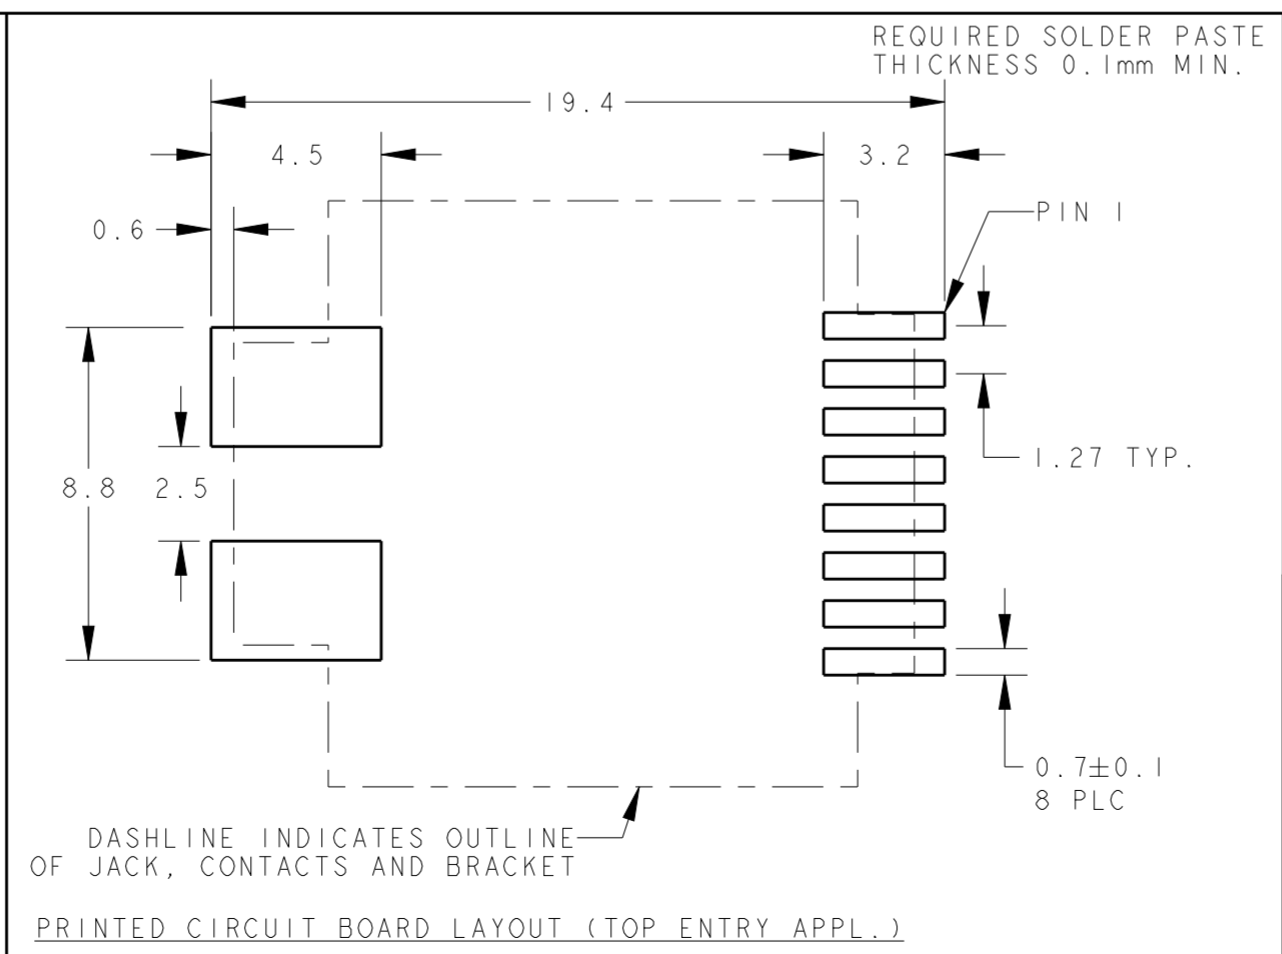 REQUIRED SOLDER PASTE
THICKNESS 0.1mm MIN.
19.4
4.5
3.2
0.6
PIN 1
8.8
2.5
1.27 TYP.
0.7±0.1
8 PLC
DASHLINE INDICATES OUTLINE
OF JACK, CONTACTS AND BRACKET
PRINTED CIRCUIT BOARD LAYOUT (TOP ENTRY APPL.)